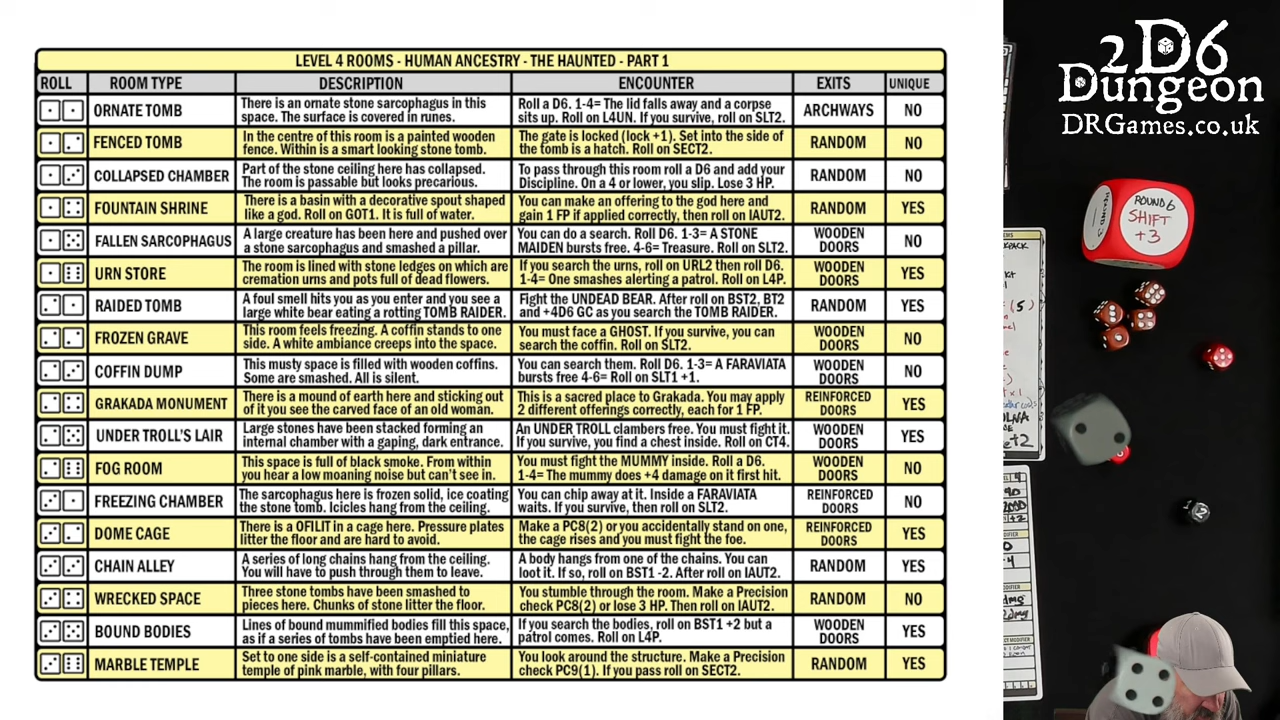 LEVEL 4 ROOMS - HUMAN ANCESTRY - THE HAUNTED - PART 1
ROLL ROOM TYPE DESCRIPTION ENCOUNTER EXITS UNIQUE
ORNATE TOMB There is an ornate stone sarcophagus in this Roll a D6. 1-4= The lid falls away and a corpse ARCHWAYS NO
space. The surface is covered in runes. sits up. Roll on L4UN. If you survive, roll on SLT2.
FENCED TOMB In the centre of this room is a painted wooden The gate is locked (lock +1). Set into the side of RANDOM NO
fence. Within is a smart looking stone tomb. the tomb is a hatch. Roll on SECT2.
COLLAPSED CHAMBER Part of the stone ceiling here has collapsed. To pass through this room roll a D6 and add your RANDOM NO
The room is passable but looks precarious. Discipline. On a 4 or lower, you slip. Lose 3 HP.
FOUNTAIN SHRINE There is a basin with a decorative spout shaped You can make an offering to the god here and RANDOM YES
like a god. Roll on GOT1. It is full of water. gain 1 FP if applied correctly, then roll on IAUT2.
FALLEN SARCOPHAGUS A large creature has been here and pushed over You can do a search. Roll D6. 1-3= A STONE WOODEN DOORS NO
a stone sarcophagus and smashed a pillar. MAIDEN bursts free. 4-6= Treasure. Roll on SLT2.
URN STORE The room is lined with stone ledges on which are If you search the urns, roll on URL2 then roll D6. WOODEN DOORS YES
cremation urns and pots full of dead flowers. 1-4= One smashes alerting a patrol. Roll on L4P.
RAIDED TOMB A foul smell hits you as you enter and you see a Fight the UNDEAD BEAR. After roll on BST2, BT2 RANDOM YES
large white bear eating a rotting TOMB RAIDER. and +4D6 GC as you search the TOMB RAIDER.
FROZEN GRAVE This room feels freezing. A coffin stands to one You must face a GHOST. If you survive, you can WOODEN DOORS NO
side. A white ambiance creeps into the space. search the coffin. Roll on SLT2.
COFFIN DUMP This musty space is filled with wooden coffins. You can search them. Roll D6. 1-3= A FARAVIATA WOODEN DOORS NO
Some are smashed. All is silent. bursts free 4-6= Roll on SLT1 +1.
GRAKADA MONUMENT There is a mound of earth here and sticking out This is a sacred place to Grakada. You may apply REINFORCED DOORS YES
of it you see the carved face of an old woman. 2 different offerings correctly, each for 1 FP.
UNDER TROLL'S LAIR Large stones have been stacked forming an An UNDER TROLL clambers free. You must fight it. WOODEN DOORS YES
internal chamber with a gaping, dark entrance. If you survive, you find a chest inside. Roll on CT4.
FOG ROOM This space is full of black smoke. From within You must fight the MUMMY inside. Roll a D6. WOODEN DOORS NO
you hear a low moaning noise but can't see in. 1-4= The mummy does +4 damage on it first hit.
FREEZING CHAMBER The sarcophagus here is frozen solid, ice coating You can chip away at it. Inside a FARAVIATA REINFORCED DOORS NO
the stone tomb. Icicles hang from the ceiling. waits. If you survive, then roll on SLT2.
DOME CAGE There is a OFILIT in a cage here. Pressure plates Make a PC8(2) or you accidentally stand on one, REINFORCED DOORS YES
litter the floor and are hard to avoid. the cage rises and you must fight the foe.
CHAIN ALLEY A series of long chains hang from the ceiling. A body hangs from one of the chains. You can RANDOM YES
You will have to push through them to leave. loot it. If so, roll on BST1 -2. After roll on IAUT2.
WRECKED SPACE Three stone tombs have been smashed to You stumble through the room. Make a Precision RANDOM NO
pieces here. Chunks of stone litter the floor. check PC8(2) or lose 3 HP. Then roll on IAUT2.
BOUND BODIES Lines of bound mummified bodies fill this space, If you search the bodies, roll on BST1 +2 but a WOODEN DOORS YES
as if a series of tombs have been emptied here. patrol comes. Roll on L4P.
MARBLE TEMPLE Set to one side is a self-contained miniature You look around the structure. Make a Precision RANDOM YES
temple of pink marble, with four pillars. check PC9(1). If you pass roll on SECT2.
2D6
Dungeon
DRGames.co.uk
ROUND 6
SHIFT
+3